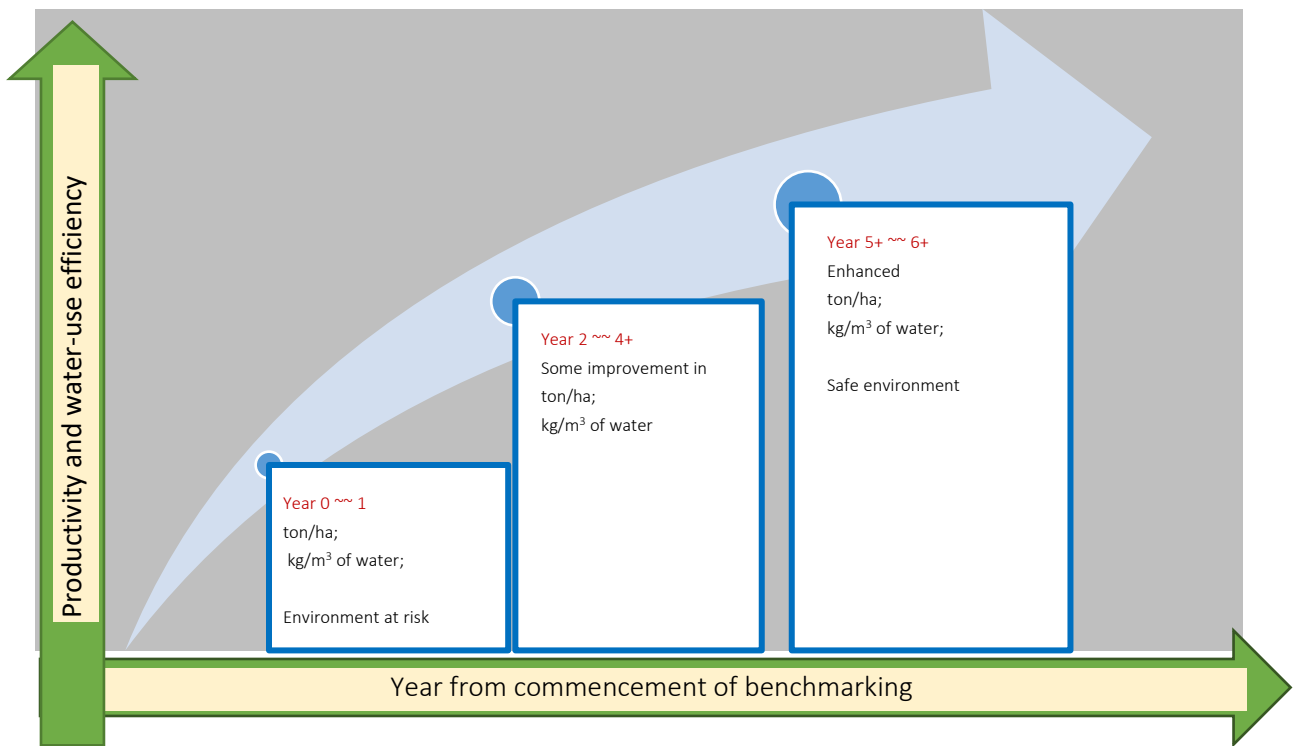 Productivity and water-use efficiency
Year 0 ~~ 1
ton/ha;
kg/m³ of water;
Environment at risk
Year 2 ~~ 4+
Some improvement in
ton/ha;
kg/m³ of water
Year 5+ ~~ 6+
Enhanced
ton/ha;
kg/m³ of water;
Safe environment
Year from commencement of benchmarking